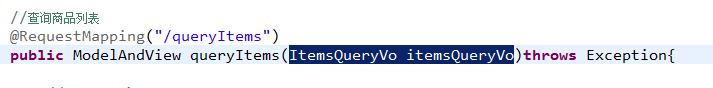 //查询商品列表
@RequestMapping("/queryItems")
public ModelAndView queryItems(ItemsQueryVo itemsQueryVo)throws Exception{